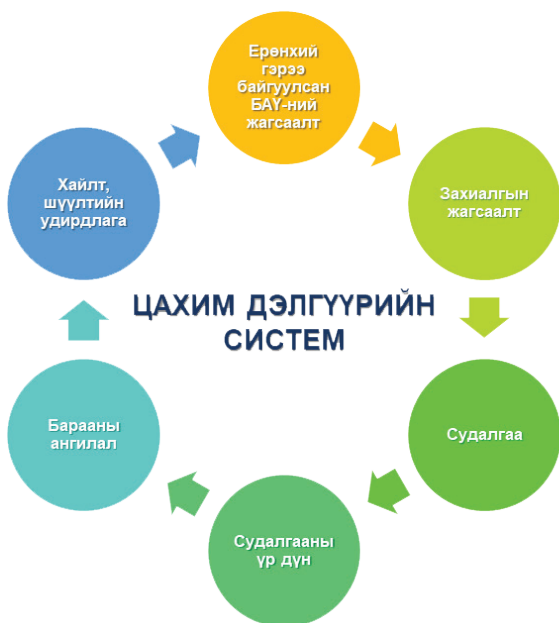 Ерөнхий
гэрээ
байгуулсан
БАҮ-ний
жагсаалт
Захиалгын
жагсаалт
Судалгаа
Судалгааны
үр дүн
Барааны
ангилал
Хайлт,
шүүлтийн
удирдлага
ЦАХИМ ДЭЛГҮҮРИЙН
СИСТЕМ